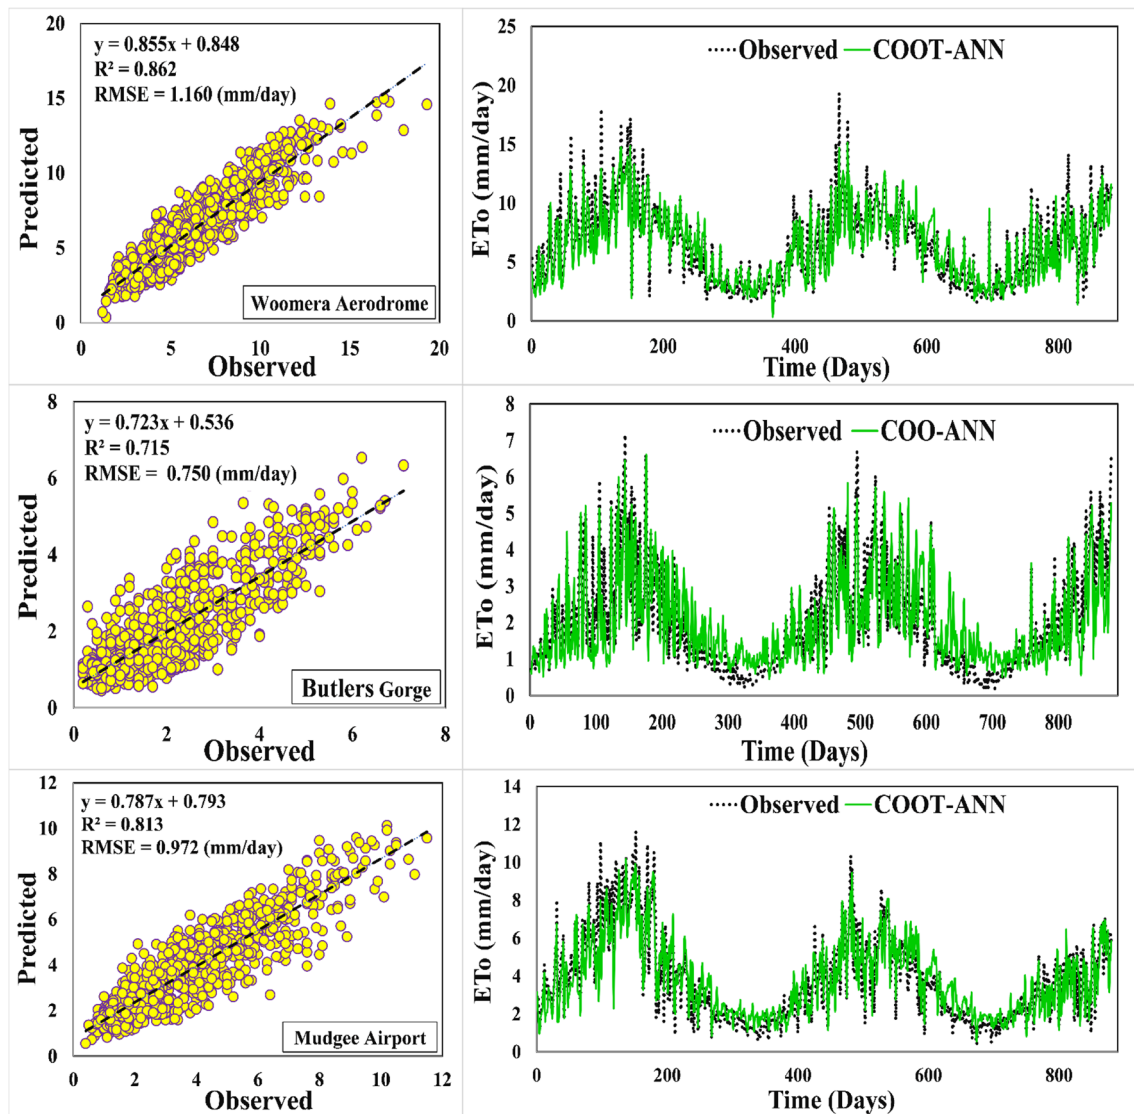 y = 0.855x + 0.848
R² = 0.862
RMSE = 1.160 (mm/day)
20
15
10
5
0
Predicted
Woomera Aerodrome
0 5 10 15 20
Observed
Observed COOT-ANN
25
20
15
10
5
0
ETo (mm/day)
0 200 400 600 800
Time (Days)
y = 0.723x + 0.536
R² = 0.715
RMSE = 0.750 (mm/day)
8
6
4
2
0
Predicted
Butlers Gorge
0 2 4 6 8
Observed
Observed COO-ANN
8
7
6
5
4
3
2
1
0
ETo (mm/day)
0 100 200 300 400 500 600 700 800
Time (Days)
y = 0.787x + 0.793
R² = 0.813
RMSE = 0.972 (mm/day)
12
10
8
6
4
2
0
Predicted
Mudgee Airport
0 2 4 6 8 10 12
Observed
Observed COOT-ANN
14
12
10
8
6
4
2
0
ETo (mm/day)
0 200 400 600 800
Time (Days)